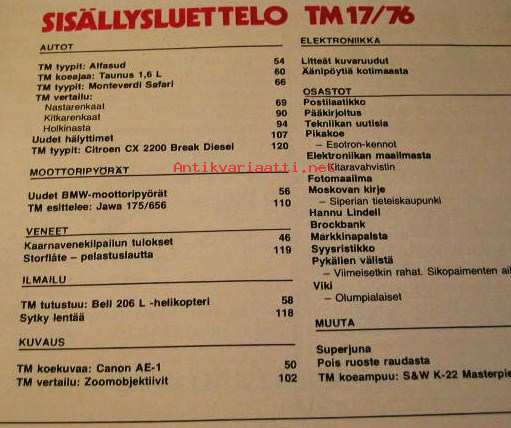 SISÄLLYSLUETTELO TM 17/76
AUTOT
TM tyypit: Alfasud 54
TM koeajaa: Taunus 1,6 L 60
TM tyypit: Monteverdi Safari 66
TM vertailu:
Nastarenkaat 69
Kitkarenkaat 90
Holkinasta 94
Uudet hälyttimet 107
TM tyypit: Citroen CX 2200 Break Diesel 120
MOOTTORIPYÖRÄT
Uudet BMW-moottoripyörät 56
TM esittelee: Jawa 175/656 110
VENEET
Kaarnavenekilpailun tulokset 46
Storflåte – pelastuslautta 119
ILMAILU
TM tutustuu: Bell 206 L -helikopteri 58
Sytky lentää 118
KUVAUS
TM koekuvaa: Canon AE-1 50
TM vertailu: Zoomobjektiivit 102
ELEKTRONIIKKA
Litteät kuvaruudut
Äänipöytiä kotimaasta
OSASTOT
Postilaatikko
Pääkirjoitus
Tekniikan uutisia
Pikakoe
– Esotron-kennot
Elektroniikan maailmasta
– Kitaravahvistin
Fotomaailma
Moskovan kirje
– Siperian tieteiskaupunki
Hannu Lindell
Brockbank
Markkinapalsta
Syysristikko
Pykälien välistä
– Viimeisetkin rahat. Sikopaimenten
Viki
– Olumpialaiset
MUUTA
Superjuna
Pois ruoste raudasta
TM koeampuu: S&W K-22
Antikvariaatti.net